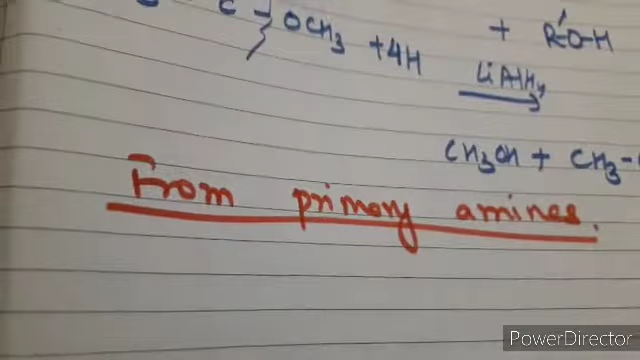 + R'-O-H
C OCH3 +4H LiAlH4
CH3OH + CH3-
From primary amines.
PowerDirector